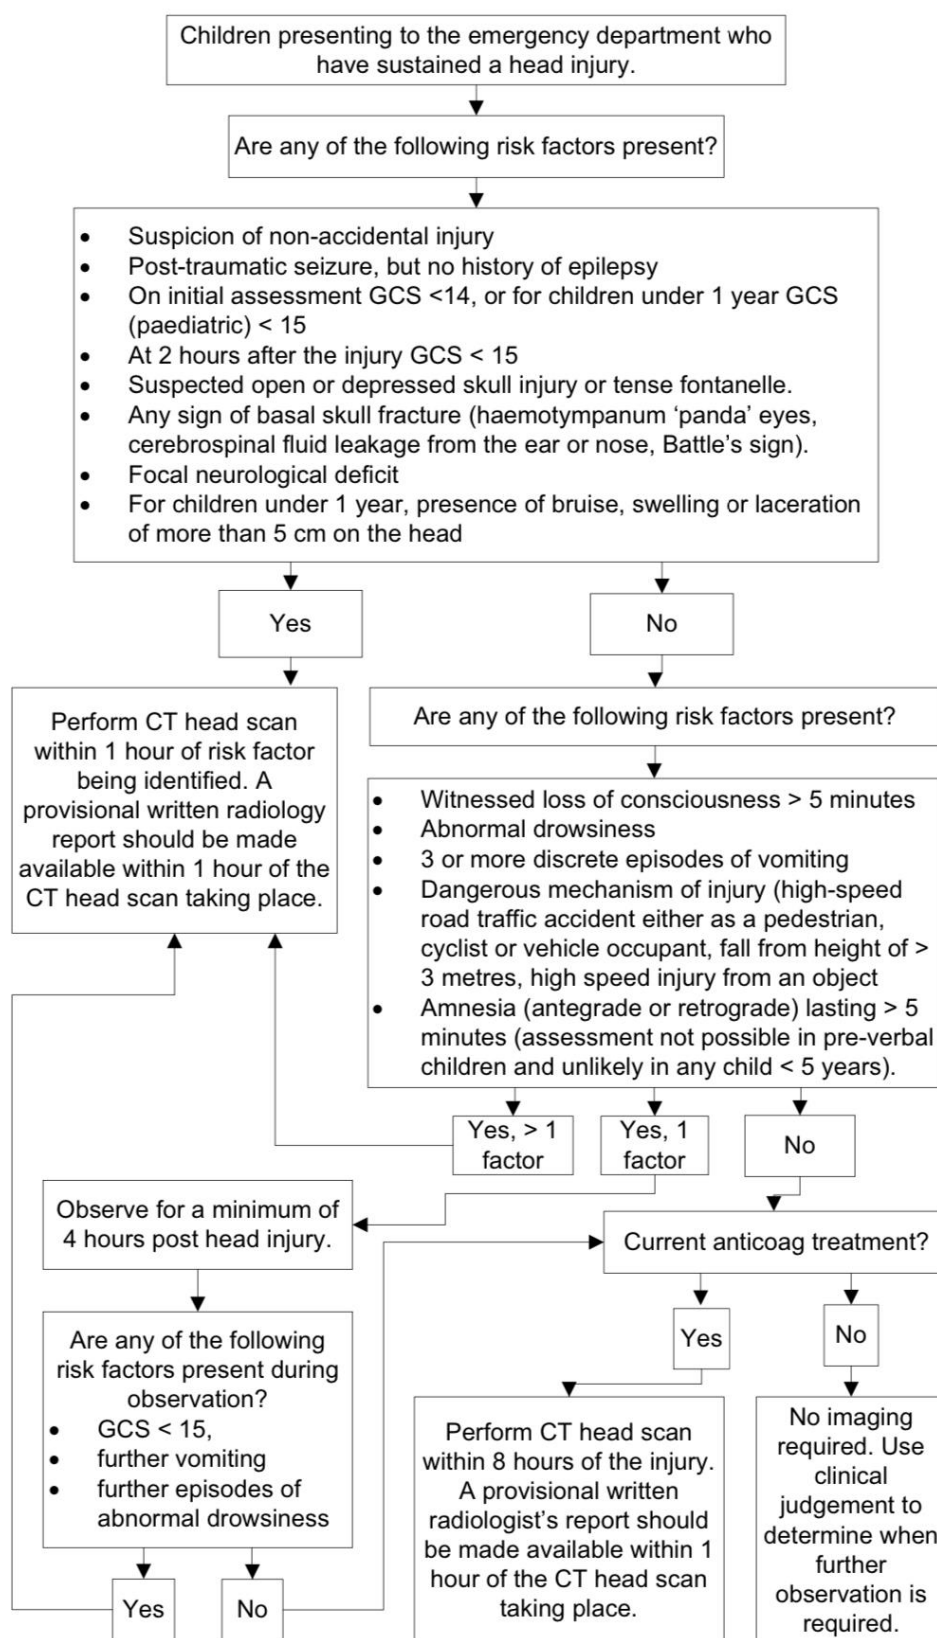 Children presenting to the emergency department who
have sustained a head injury.
Are any of the following risk factors present?
• Suspicion of non-accidental injury
• Post-traumatic seizure, but no history of epilepsy
• On initial assessment GCS <14, or for children under 1 year GCS
(paediatric) < 15
• At 2 hours after the injury GCS < 15
• Suspected open or depressed skull injury or tense fontanelle.
• Any sign of basal skull fracture (haemotympanum ‘panda’ eyes,
cerebrospinal fluid leakage from the ear or nose, Battle’s sign).
• Focal neurological deficit
• For children under 1 year, presence of bruise, swelling or laceration
of more than 5 cm on the head
Yes
No
Perform CT head scan
within 1 hour of risk factor
being identified. A
provisional written radiology
report should be made
available within 1 hour of the
CT head scan taking place.
Are any of the following risk factors present?
• Witnessed loss of consciousness > 5 minutes
• Abnormal drowsiness
• 3 or more discrete episodes of vomiting
• Dangerous mechanism of injury (high-speed
road traffic accident either as a pedestrian,
cyclist or vehicle occupant, fall from height of >
3 metres, high speed injury from an object
• Amnesia (antegrade or retrograde) lasting > 5
minutes (assessment not possible in pre-verbal
children and unlikely in any child < 5 years).
Yes, > 1
factor
Yes, 1
factor
No
Observe for a minimum of
4 hours post head injury.
Current anticoag treatment?
Are any of the following
risk factors present during
observation?
• GCS < 15,
• further vomiting
• further episodes of
abnormal drowsiness
Yes
No
Yes
No
Perform CT head scan
within 8 hours of the injury.
A provisional written
radiologist’s report should
be made available within 1
hour of the CT head scan
taking place.
No imaging
required. Use
clinical
judgement to
determine when
further
observation is
required.